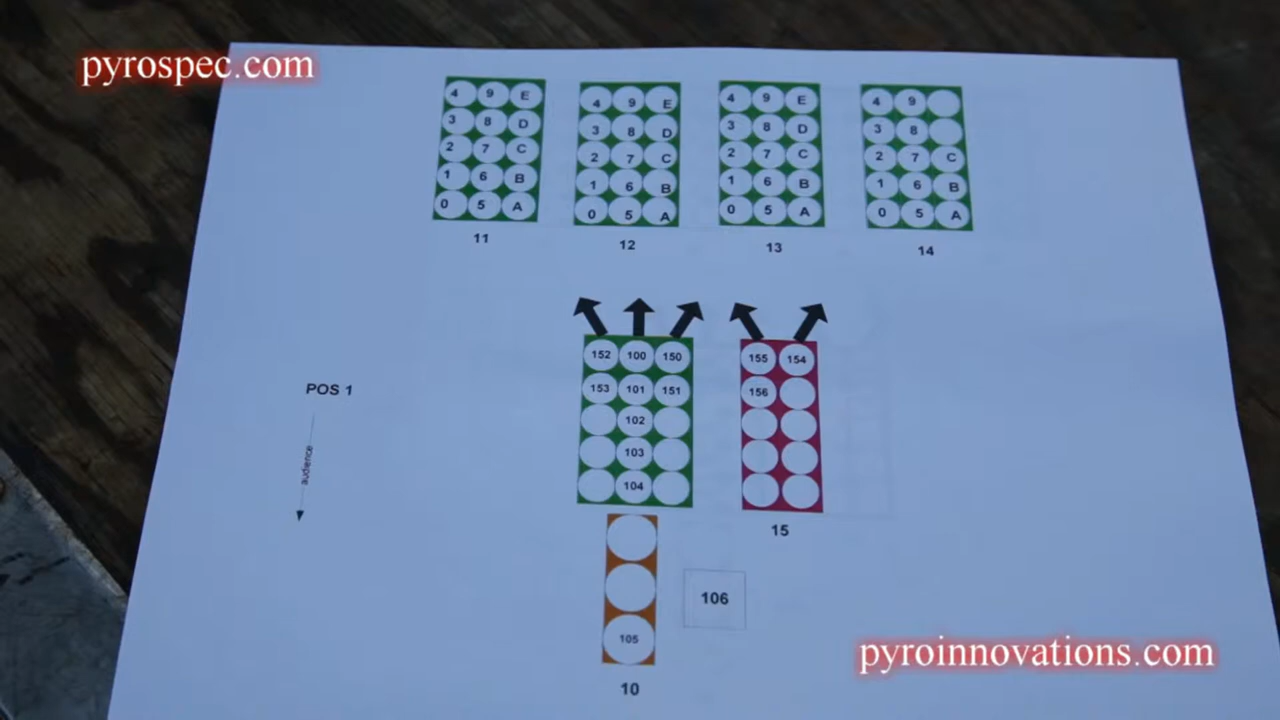 pyrospec.com
4 9 E 4 9 E 4 9 E 4 9
3 8 D 3 8 D 3 8 D 3 8
2 7 C 2 7 C 2 7 C 2 7 C
1 6 B 1 6 B 1 6 B 1 6 B
0 5 A 0 5 A 0 5 A 0 5 A
11 12 13 14
152 100 150 155 154
POS 1
153 101 151 156
102
audience
103
104
15
106
105
10
pyroinnovations.com